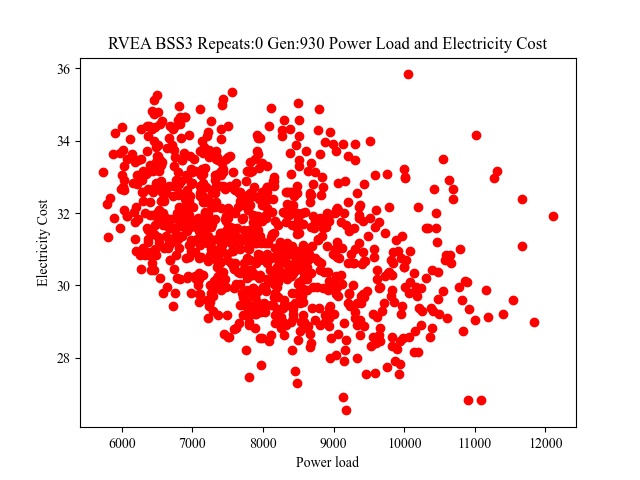 RVEA BSS3 Repeats:0 Gen:930 Power Load and Electricity Cost
36
34
32
30
28
Electricity Cost
6000 7000 8000 9000 10000 11000 12000
Power load